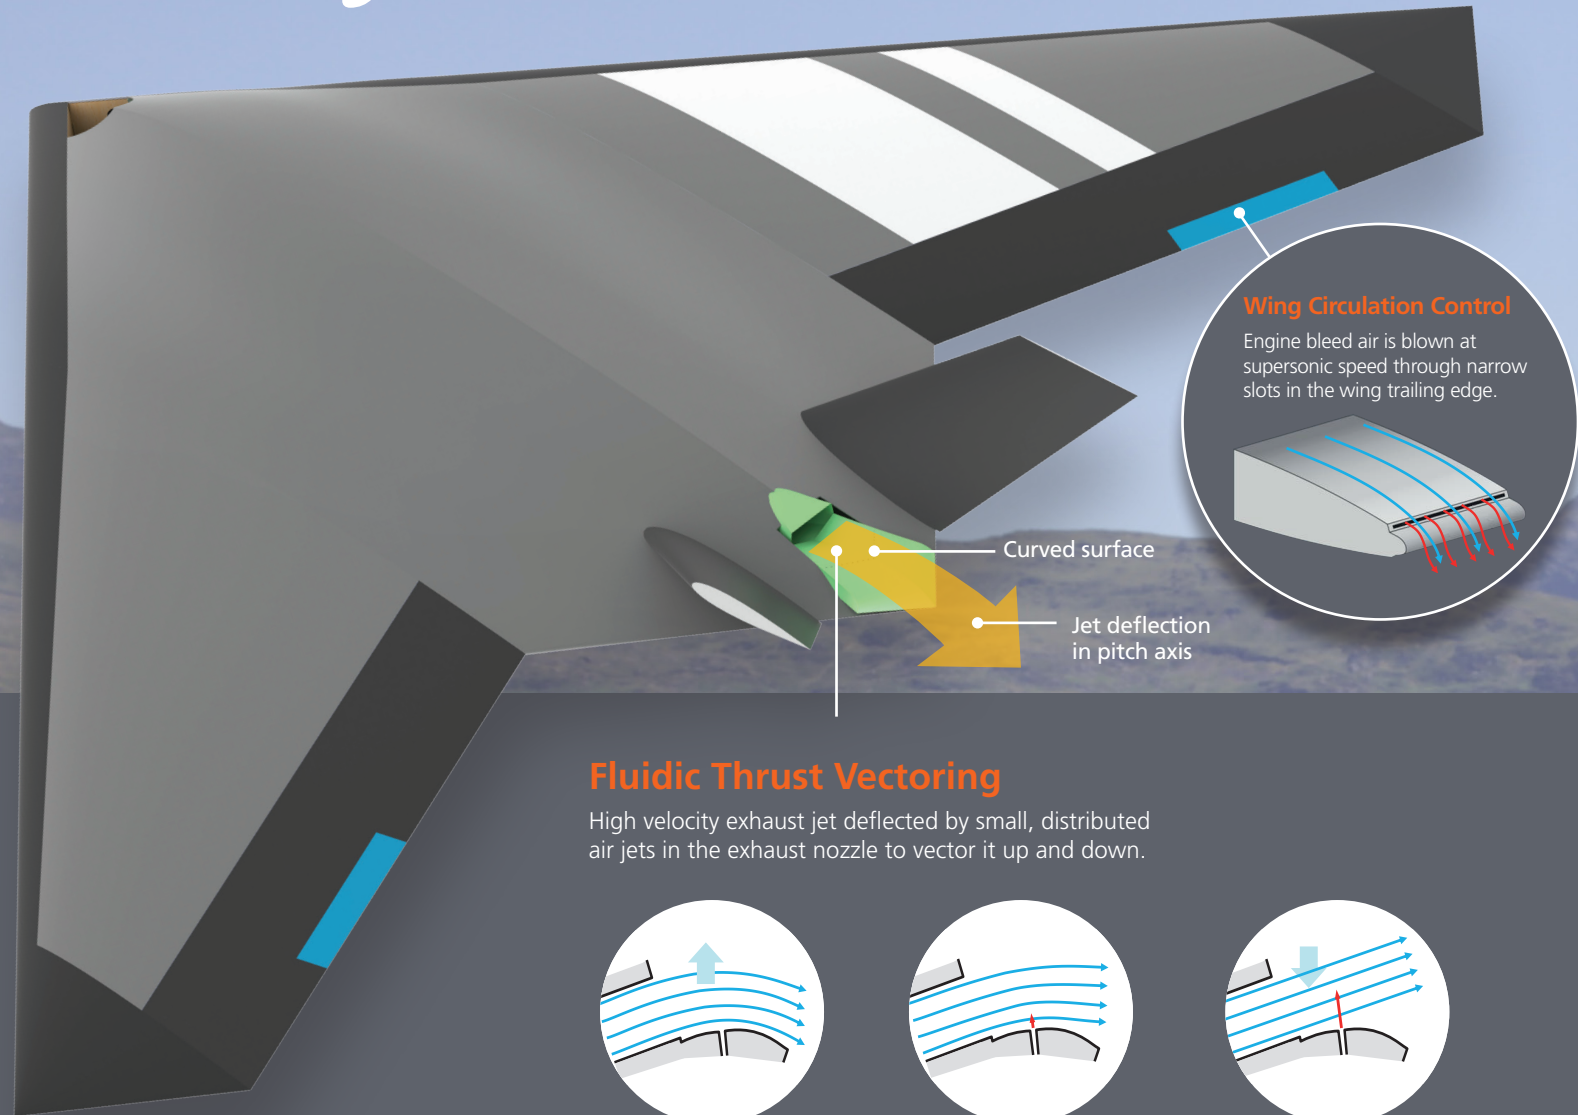 Wing Circulation Control
Engine bleed air is blown at
supersonic speed through narrow
slots in the wing trailing edge.
Curved surface
Jet deflection
in pitch axis
Fluidic Thrust Vectoring
High velocity exhaust jet deflected by small, distributed
air jets in the exhaust nozzle to vector it up and down.